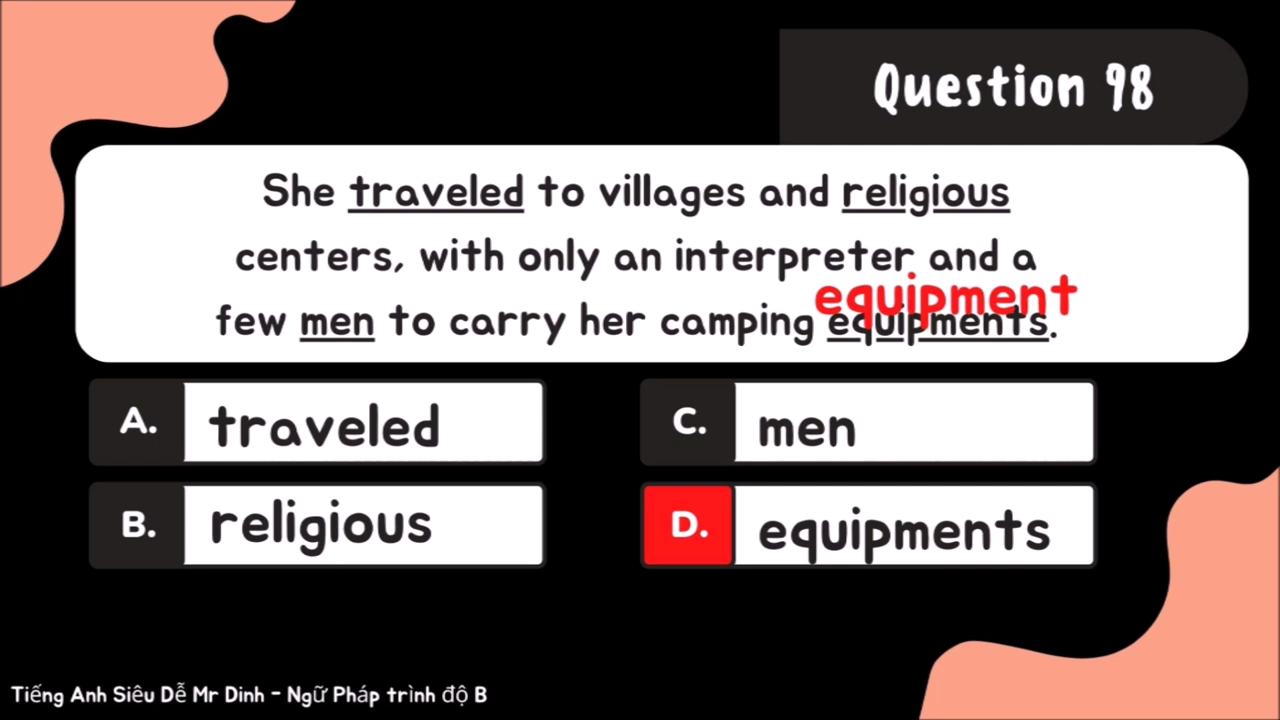 Question 98
She traveled to villages and religious
centers, with only an interpreter and a
equipment
few men to carry her camping equipments.
A. traveled
B. religious
C. men
D. equipments
Tiếng Anh Siêu Dễ Mr Dinh - Ngữ Pháp trình độ B